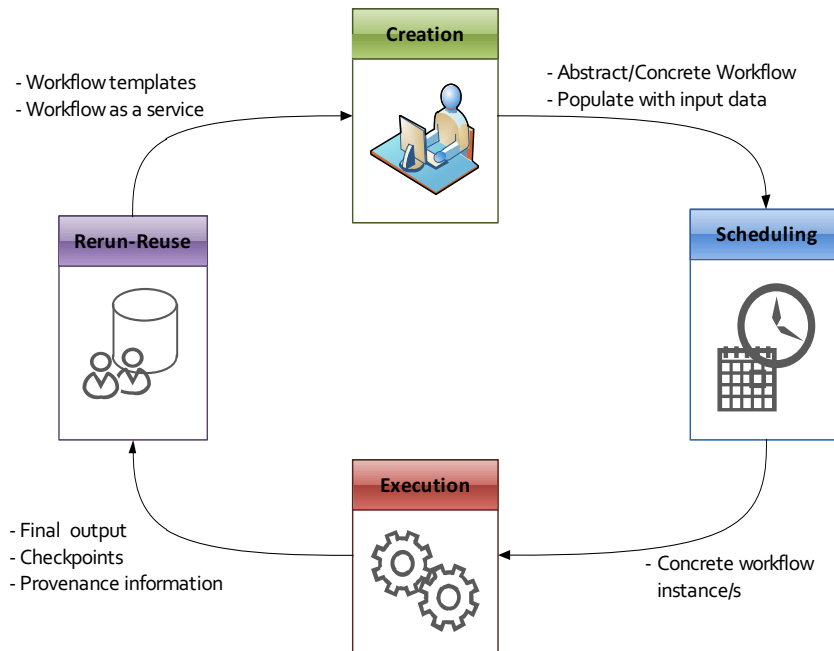 Creation
- Workflow templates
- Workflow as a service
- Abstract/Concrete Workflow
- Populate with input data
Rerun-Reuse
Scheduling
Execution
- Final output
- Checkpoints
- Provenance information
- Concrete workflow
instance/s